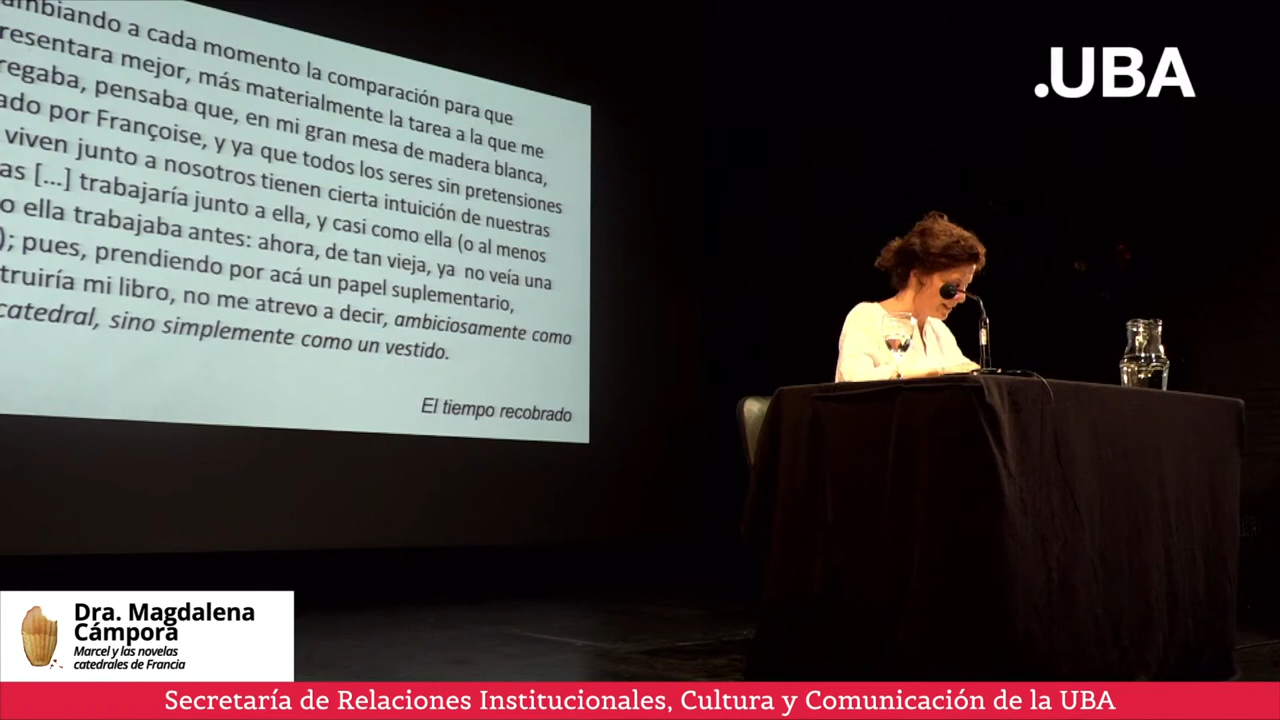 ambiando a cada momento la comparación para que
resentara mejor, más materialmente la tarea a la que me
regaba, pensaba que, en mi gran mesa de madera blanca,
ado por Françoise, y ya que todos los seres sin pretensiones
viven junto a nosotros tienen cierta intuición de nuestras
as [...] trabajaría junto a ella, y casi como ella (o al menos
o ella trabajaba antes: ahora, de tan vieja, ya no veía una
); pues, prendiendo por acá un papel suplementario,
truiría mi libro, no me atrevo a decir, ambiciosamente como
catedral, sino simplemente como un vestido.
El tiempo recobrado
.UBA
Dra. Magdalena
Cámpora
Marcel y las novelas
catedrales de Francia
Secretaría de Relaciones Institucionales, Cultura y Comunicación de la UBA